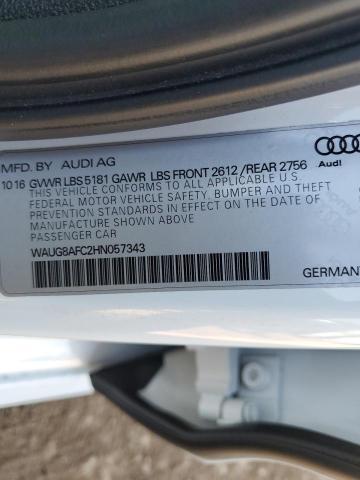 MFD. BY AUDI AG
10 16 GVWR LBS 5181 GAWR LBS FRONT 2612 / REAR 2756
THIS VEHICLE CONFORMS TO ALL APPLICABLE U.S.
FEDERAL MOTOR VEHICLE SAFETY, BUMPER AND THEFT
PREVENTION STANDARDS IN EFFECT ON THE DATE OF
MANUFACTURE SHOWN ABOVE
PASSENGER CAR
WAUG8AFC2HN057343
Audi
GERMANY